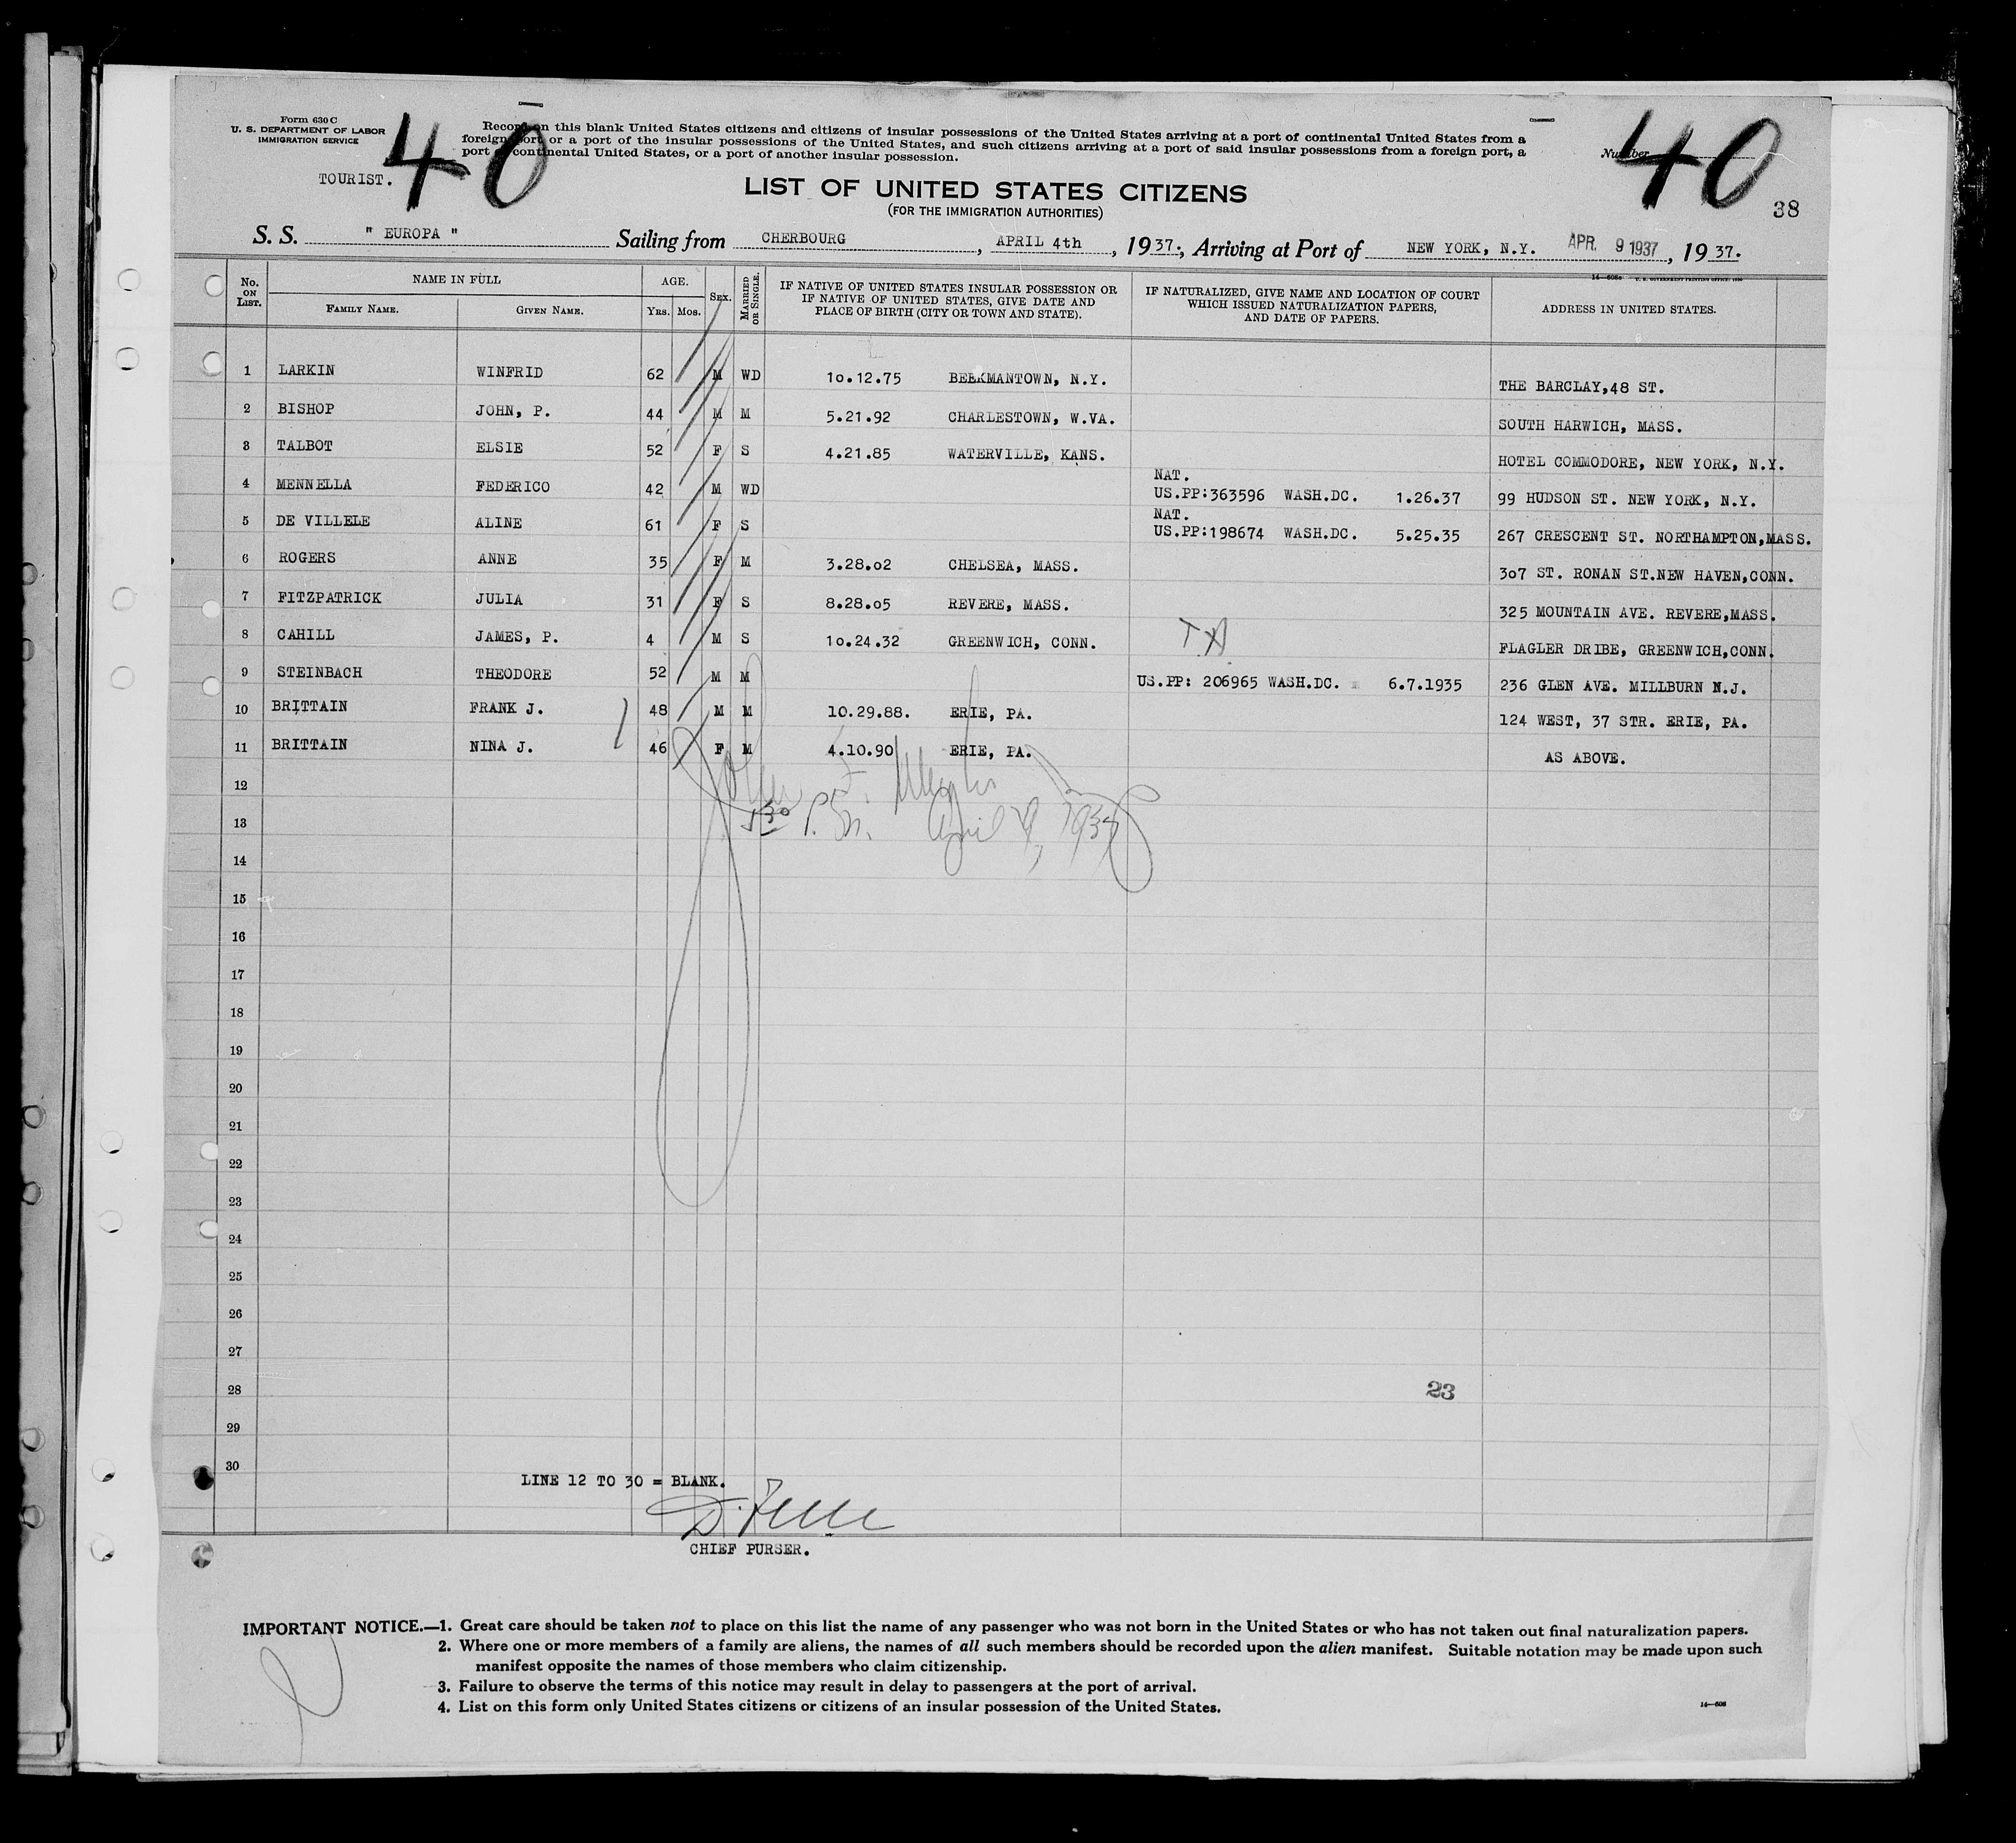 Form 630 C
U. S. DEPARTMENT OF LABOR
IMMIGRATION SERVICE
TOURIST.
40
Record on this blank United States citizens and citizens of insular possessions of the United States arriving at a port of continental United States from a
foreign port or a port of the insular possessions of the United States, and such citizens arriving at a port of said insular possessions from a foreign port, a
port continental United States, or a port of another insular possession.
Number
40
38
LIST OF UNITED STATES CITIZENS
(FOR THE IMMIGRATION AUTHORITIES)
S. S. " EUROPA " Sailing from CHERBOURG, APRIL 4th, 1937., Arriving at Port of NEW YORK, N.Y. APR. 9 1937, 1937.
No. ON LIST. NAME IN FULL FAMILY NAME. GIVEN NAME. AGE. YRS. MOS. SEX. MARRIED OR SINGLE. IF NATIVE OF UNITED STATES INSULAR POSSESSION OR IF NATIVE OF UNITED STATES, GIVE DATE AND PLACE OF BIRTH (CITY OR TOWN AND STATE). IF NATURALIZED, GIVE NAME AND LOCATION OF COURT WHICH ISSUED NATURALIZATION PAPERS, AND DATE OF PAPERS. ADDRESS IN UNITED STATES.
1 LARKIN WINFRID 62 M WD 10.12.75 BEEKMANTOWN, N.Y. THE BARCLAY,48 ST.
2 BISHOP JOHN, P. 44 M M 5.21.92 CHARLESTOWN, W.VA. SOUTH HARWICH, MASS.
3 TALBOT ELSIE 52 F S 4.21.85 WATERVILLE, KANS. HOTEL COMMODORE, NEW YORK, N.Y.
4 MENNELLA FEDERICO 42 M WD NAT. US.PP:363596 WASH.DC. 1.26.37 99 HUDSON ST. NEW YORK, N.Y.
5 DE VILLELE ALINE 61 F S NAT. US.PP:198674 WASH.DC. 5.25.35 267 CRESCENT ST. NORTHAMPTON,MASS.
6 ROGERS ANNE 35 F M 3.28.02 CHELSEA, MASS. 307 ST. RONAN ST.NEW HAVEN,CONN.
7 FITZPATRICK JULIA 31 F S 8.28.05 REVERE, MASS. 325 MOUNTAIN AVE. REVERE,MASS.
8 CAHILL JAMES, P. 4 M S 10.24.32 GREENWICH, CONN. FLAGLER DRIBE, GREENWICH,CONN.
9 STEINBACH THEODORE 52 M M US.PP: 206965 WASH.DC. 6.7.1935 236 GLEN AVE. MILLBURN N.J.
10 BRITTAIN FRANK J. 48 M M 10.29.88. ERIE, PA. 124 WEST, 37 STR. ERIE, PA.
11 BRITTAIN NINA J. 46 F M 4.10.90 ERIE, PA. AS ABOVE.
12
530 P.M. April 9, 1937
13
14
15
16
17
18
19
20
21
22
23
24
25
26
27
28 23
29
30
LINE 12 TO 30 = BLANK.
CHIEF PURSER.
IMPORTANT NOTICE.—1. Great care should be taken not to place on this list the name of any passenger who was not born in the United States or who has not taken out final naturalization papers.
2. Where one or more members of a family are aliens, the names of all such members should be recorded upon the alien manifest. Suitable notation may be made upon such
manifest opposite the names of those members who claim citizenship.
3. Failure to observe the terms of this notice may result in delay to passengers at the port of arrival.
4. List on this form only United States citizens or citizens of an insular possession of the United States.
14—608